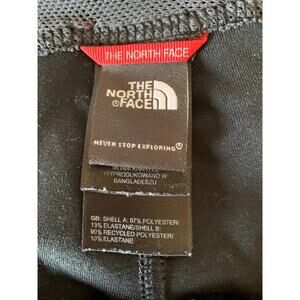 THE NORTH FACE
THE
NORTH
FACE
NEVER STOP EXPLORING
WYPRODUKOWANO W
BANGLADESZU
GB: SHELL A: 87% POLYESTER/
13% ELASTANE/SHELL B:
90% RECYCLED POLYESTER/
10% ELASTANE